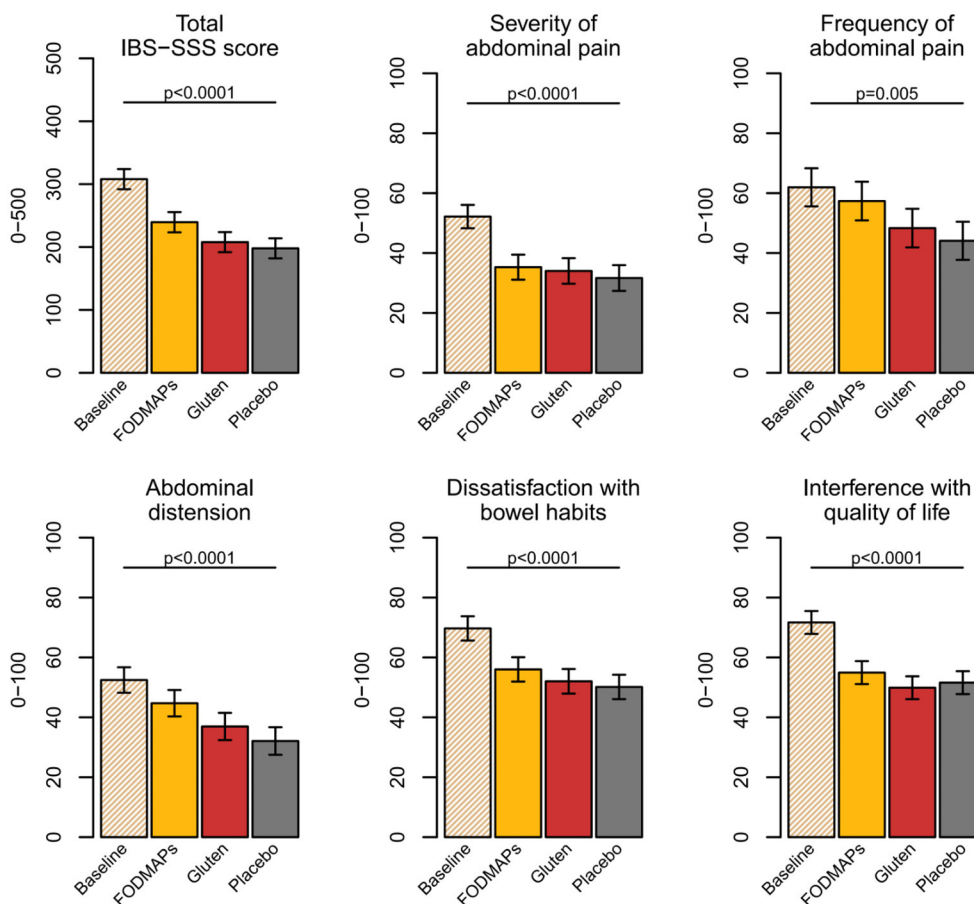 Total
IBS−SSS score
p<0.0001
0−500
0
100
200
300
400
500
Baseline
FODMAPs
Gluten
Placebo
Severity of
abdominal pain
p<0.0001
0−100
0
20
40
60
80
100
Baseline
FODMAPs
Gluten
Placebo
Frequency of
abdominal pain
p=0.005
0−100
0
20
40
60
80
100
Baseline
FODMAPs
Gluten
Placebo
Abdominal
distension
p<0.0001
0−100
0
20
40
60
80
100
Baseline
FODMAPs
Gluten
Placebo
Dissatisfaction with
bowel habits
p<0.0001
0−100
0
20
40
60
80
100
Baseline
FODMAPs
Gluten
Placebo
Interference with
quality of life
p<0.0001
0−100
0
20
40
60
80
100
Baseline
FODMAPs
Gluten
Placebo